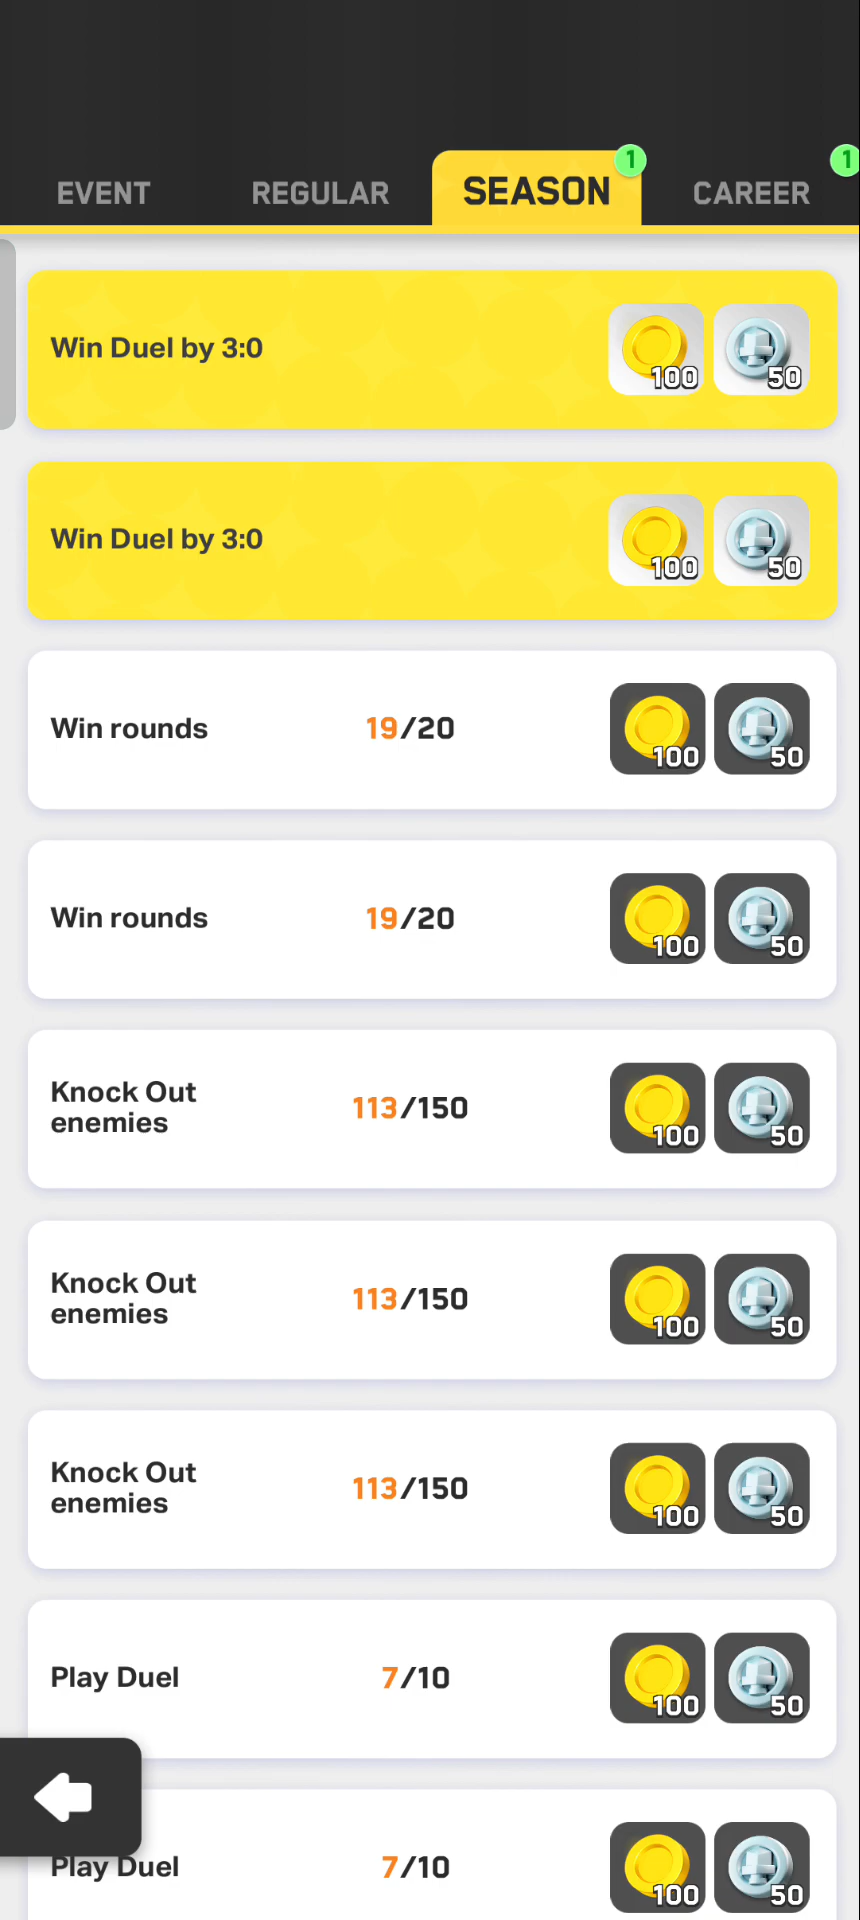 EVENT
REGULAR
SEASON
1
CAREER
1
Win Duel by 3:0
100
50
Win Duel by 3:0
100
50
Win rounds
19/20
100
50
Win rounds
19/20
100
50
Knock Out
enemies
113/150
100
50
Knock Out
enemies
113/150
100
50
Knock Out
enemies
113/150
100
50
Play Duel
7/10
100
50
Play Duel
7/10
100
50